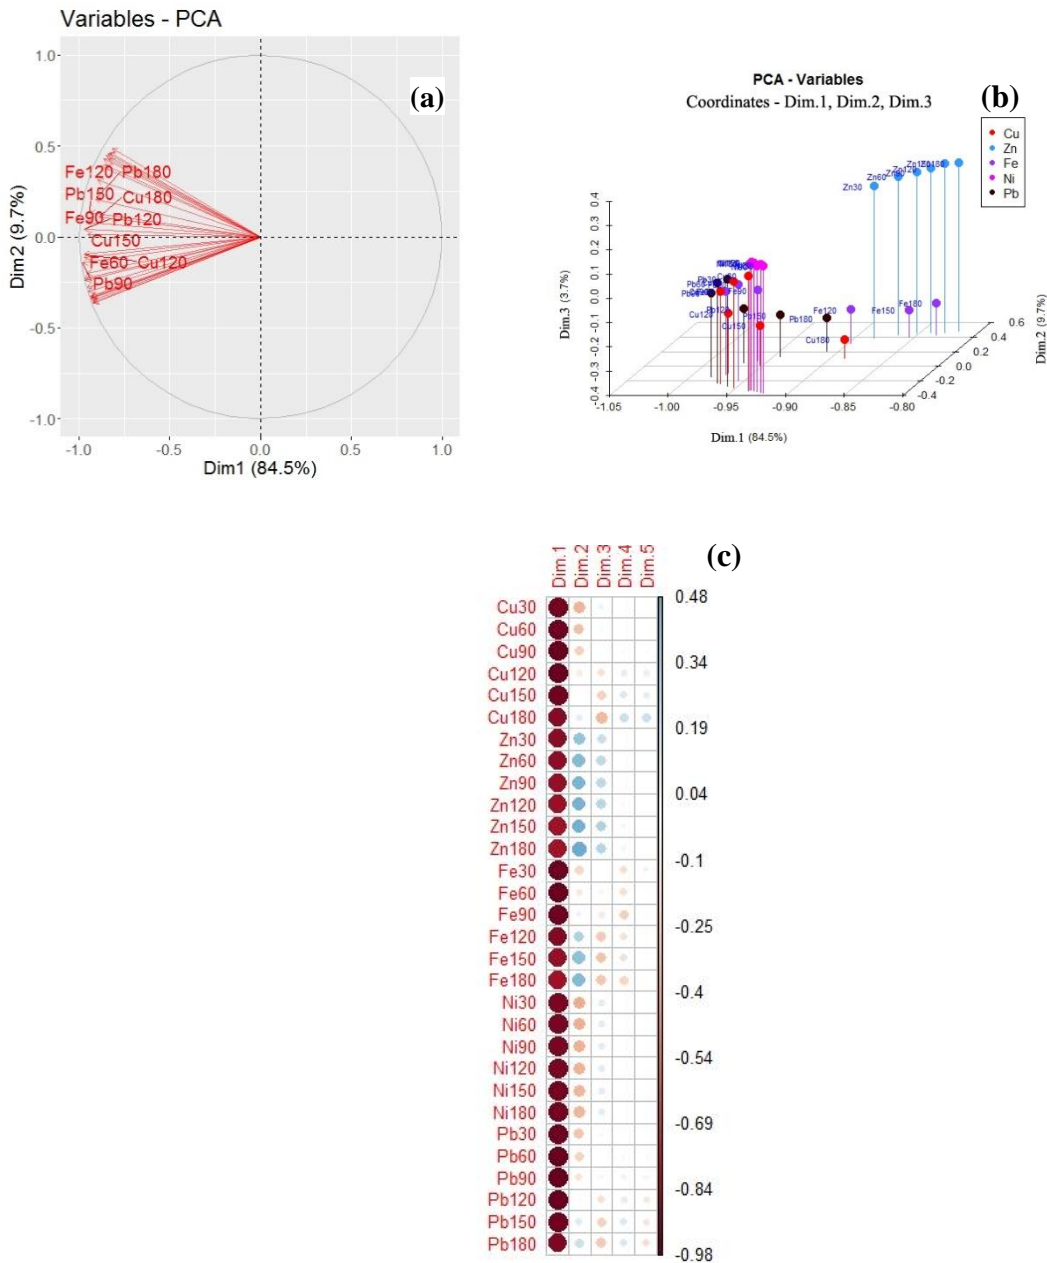 Variables - PCA
(a)
1.0
0.5
0.0
-0.5
-1.0
Dim2 (9.7%)
Fe120 Pb180
Pb150 Cu180
Fe90 Pb120
Cu150
Fe60 Cu120
Pb90
-1.0 -0.5 0.0 0.5 1.0
Dim1 (84.5%)
PCA - Variables
Coordinates - Dim.1, Dim.2, Dim.3
(b)
Cu
Zn
Fe
Ni
Pb
Zn30
Zn60
Zn180
Fe90
Cu120
Cu150
Pb180
Fe120
Fe150
Fe180
Cu180
0.4
0.3
0.2
0.1
0.0
-0.1
-0.2
-0.3
-0.4
Dim.3 (3.7%)
-1.05 -1.00 -0.95 -0.90 -0.85 -0.80
Dim.1 (84.5%)
-0.4
-0.2
0.0
0.2
0.4
0.6
Dim.2 (9.7%)
(c)
Dim.1 Dim.2 Dim.3 Dim.4 Dim.5
Cu30
Cu60
Cu90
Cu120
Cu150
Cu180
Zn30
Zn60
Zn90
Zn120
Zn150
Zn180
Fe30
Fe60
Fe90
Fe120
Fe150
Fe180
Ni30
Ni60
Ni90
Ni120
Ni150
Ni180
Pb30
Pb60
Pb90
Pb120
Pb150
Pb180
0.48
0.34
0.19
0.04
-0.1
-0.25
-0.4
-0.54
-0.69
-0.84
-0.98